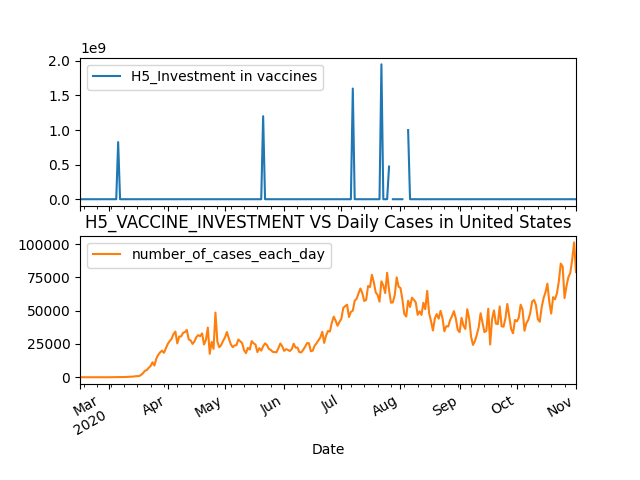 1e9
2.0
1.5
1.0
0.5
0.0
H5_Investment in vaccines
H5_VACCINE_INVESTMENT VS Daily Cases in United States
100000
75000
50000
25000
0
number_of_cases_each_day
Mar
2020
Apr
May
Jun
Jul
Aug
Sep
Oct
Nov
Date